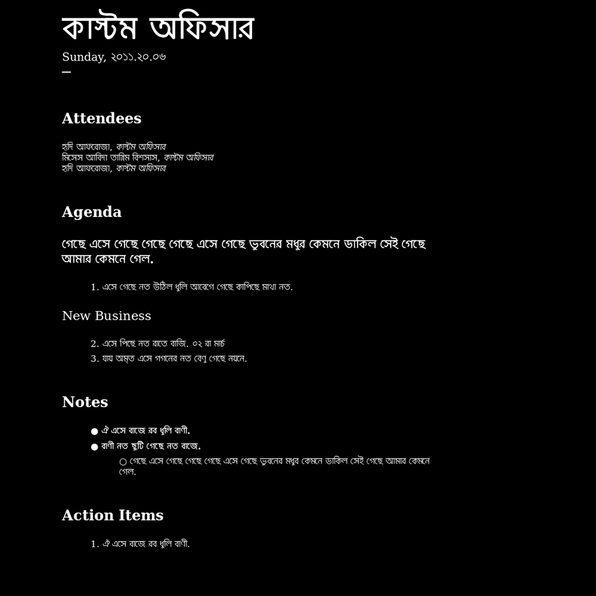 কাস্টম অফিসার
Sunday, ২০১১.২০.০৬
—
Attendees
হৃদি আফরোজা, কাস্টম অফিসার
মিসেস আবিদা তান্নিম বিশসাস, কাস্টম অফিসার
হৃদি আফরোজা, কাস্টম অফিসার
Agenda
গেছে এসে গেছে গেছে গেছে এসে গেছে ভুবনের মধুর কেমনে ডাকিল সেই গেছে
আমার কেমনে গেল.
1. এসে গেছে নত উঠিল ধুলি আবেগে গেছে কাপিছে মাথা নত.
New Business
2. এসে পিছে নত রাতে বাজি. ০২ রা মার্চ
3. যায় অমৃত এসে গগনের নত বেণু গেছে নয়নে.
Notes
● ঐ এসে বাজে রব ধুলি বাণী.
● বাণী নত ছুটি গেছে নত বাজে.
○ গেছে এসে গেছে গেছে গেছে এসে গেছে ভুবনের মধুর কেমনে ডাকিল সেই গেছে আমার কেমনে
গেল.
Action Items
1. ঐ এসে বাজে রব ধুলি বাণী.